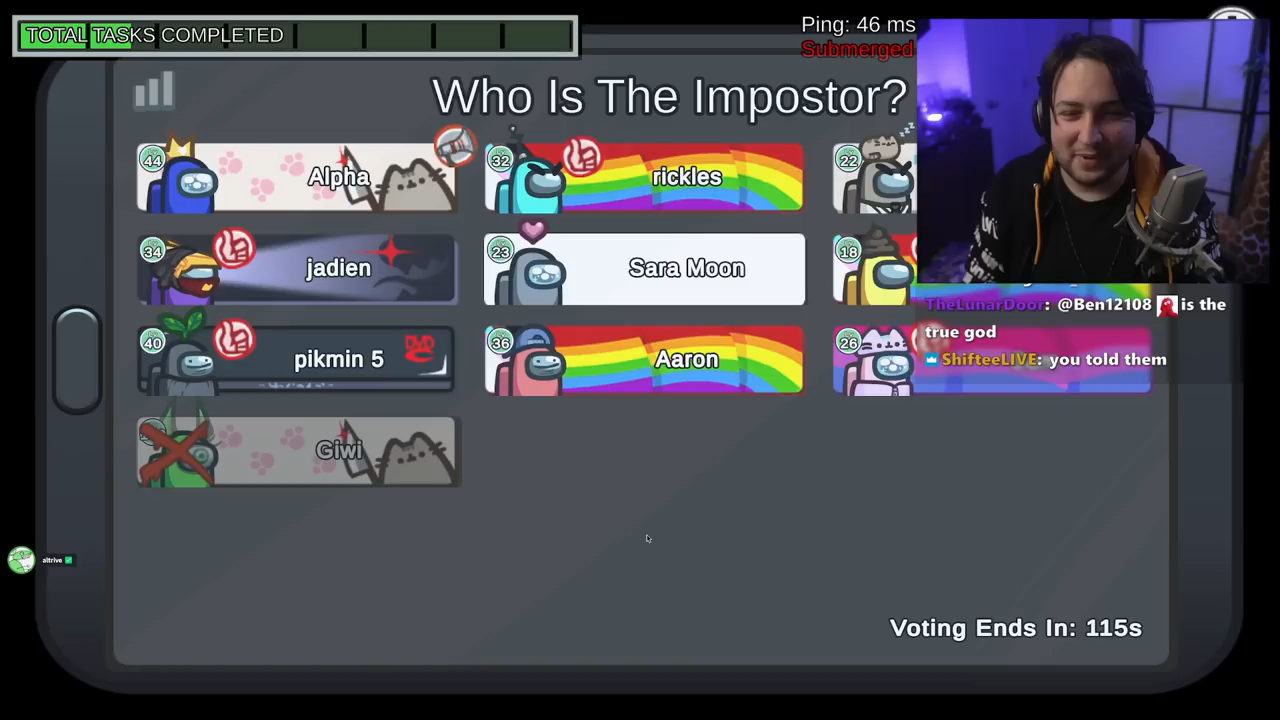 TOTAL TASKS COMPLETED
Ping: 46 ms
Submerged
Who Is The Impostor?
44
Alpha
32
rickles
22
34
jadien
23
Sara Moon
18
TheLunarDoor: @Ben12108 is the
true god
40
pikmin 5
DVD
36
Aaron
26
ShifteeLIVE: you told them
Giwi
altrive
Voting Ends In: 115s